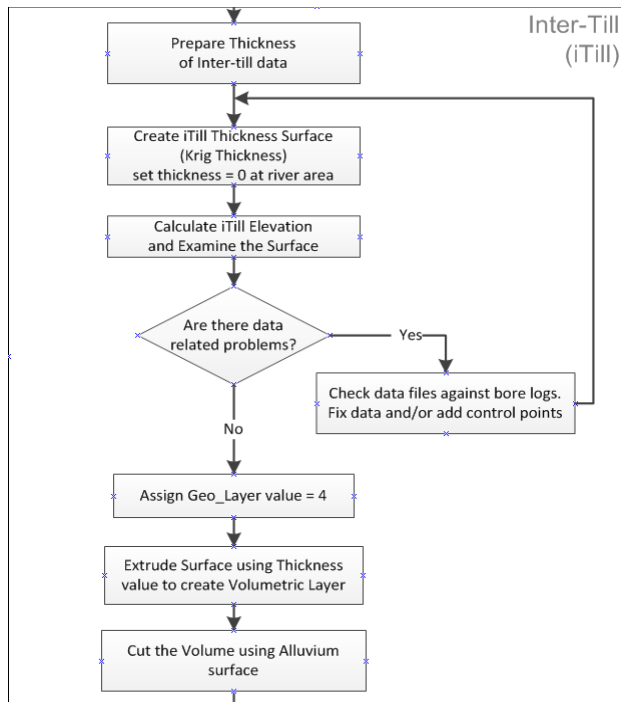 Inter-Till
(iTill)
Prepare Thickness
of Inter-till data
Create iTill Thickness Surface
(Krig Thickness)
set thickness = 0 at river area
Calculate iTill Elevation
and Examine the Surface
Are there data
related problems?
Yes
Check data files against bore logs.
Fix data and/or add control points
No
Assign Geo_Layer value = 4
Extrude Surface using Thickness
value to create Volumetric Layer
Cut the Volume using Alluvium
surface